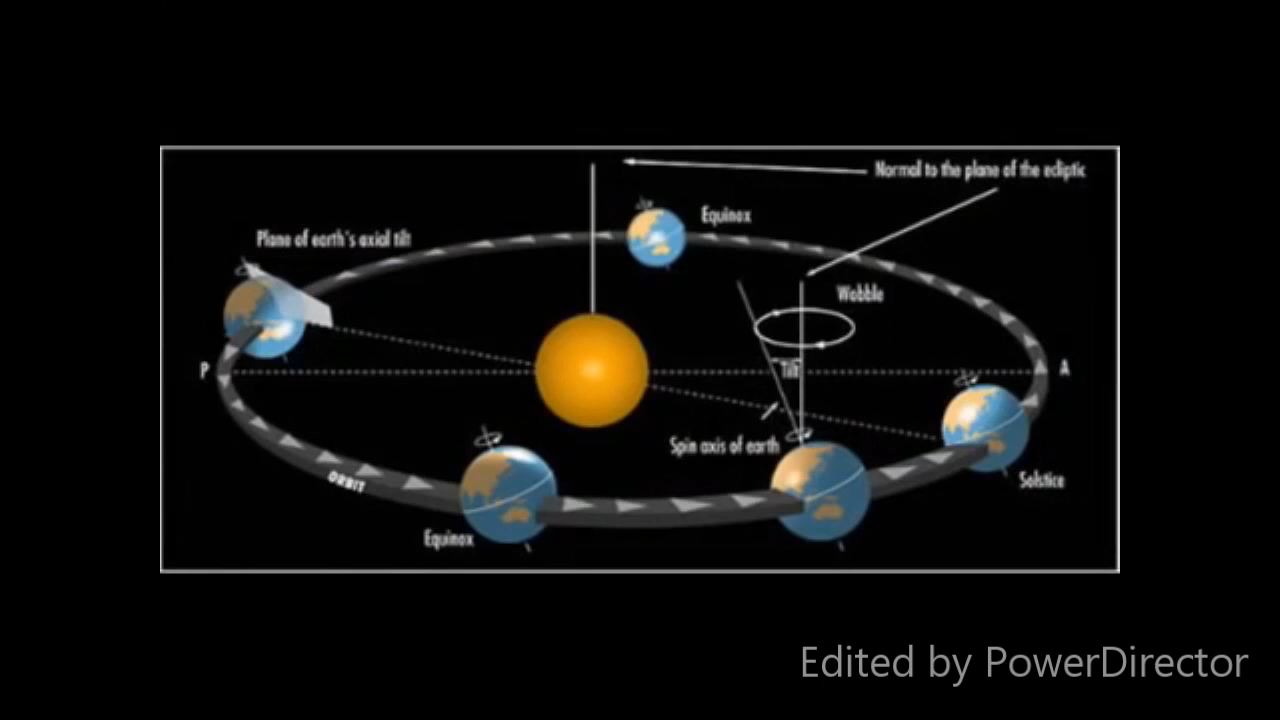 Normal to the plane of the ecliptic
Equinox
Plane of earth's axial tilt
Wobble
P
Tilt
A
Spin axis of earth
ORBIT
Solstice
Equinox
Edited by PowerDirector